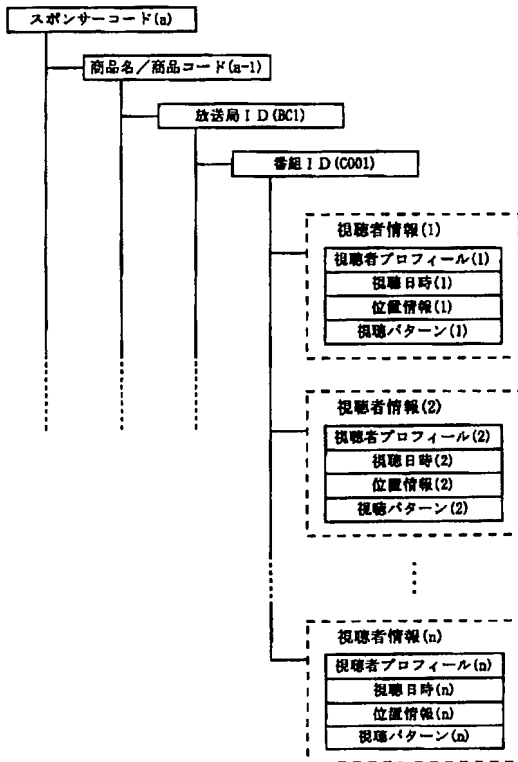 スポンサーコード(a)
商品名／商品コード(a-1)
放送局ＩＤ(BC1)
番組ＩＤ(C001)
視聴者情報(1)
視聴者プロフィール(1)
視聴日時(1)
位置情報(1)
視聴パターン(1)
視聴者情報(2)
視聴者プロフィール(2)
視聴日時(2)
位置情報(2)
視聴パターン(2)
視聴者情報(n)
視聴者プロフィール(n)
視聴日時(n)
位置情報(n)
視聴パターン(n)